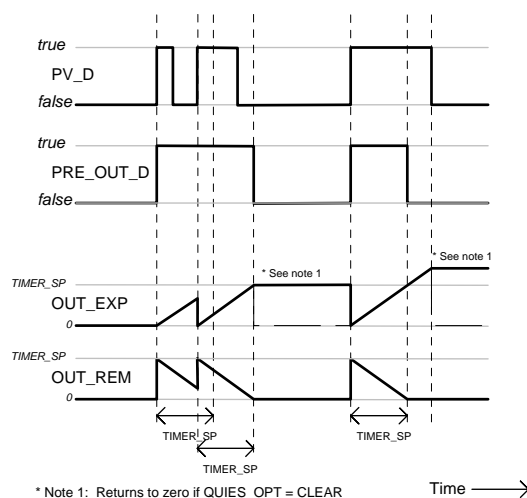 true
PV_D
false
true
PRE_OUT_D
false
* See note 1
* See note 1
TIMER_SP
OUT_EXP
0
TIMER_SP
OUT_REM
0
TIMER_SP
TIMER_SP
TIMER_SP
* Note 1: Returns to zero if QUIES_OPT = CLEAR
Time